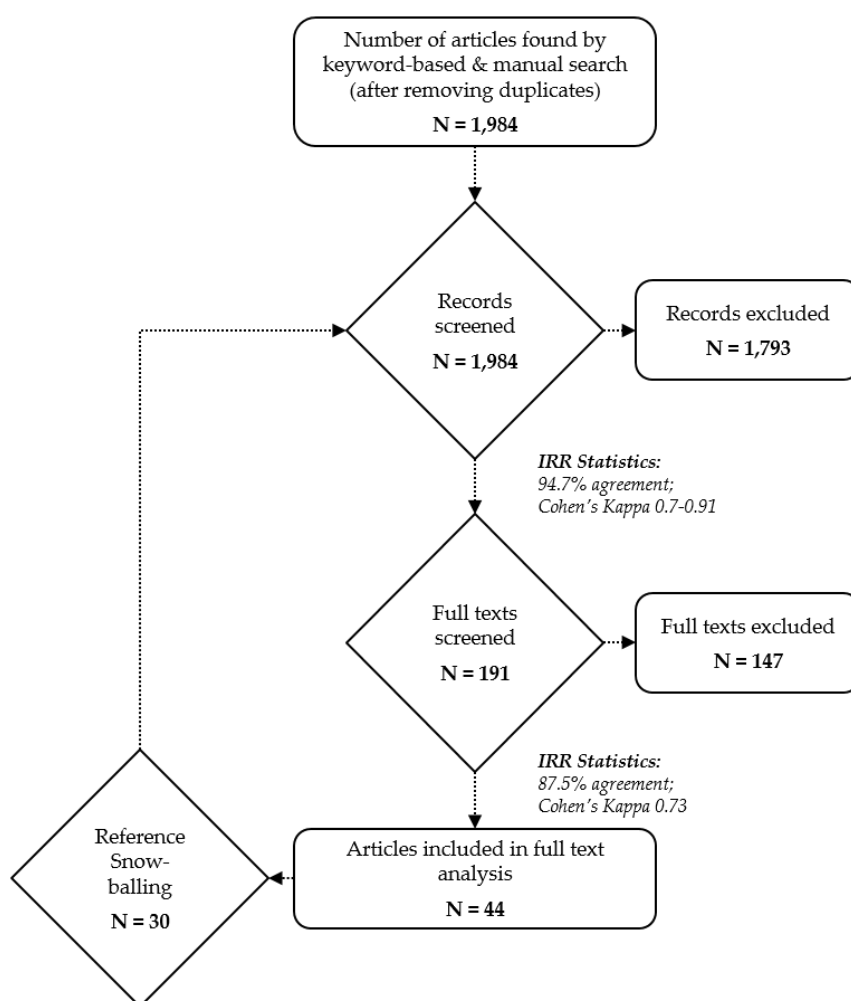 Number of articles found by
keyword-based & manual search
(after removing duplicates)
N = 1,984
Records
screened
N = 1,984
Records excluded
N = 1,793
IRR Statistics:
94.7% agreement;
Cohen's Kappa 0.7-0.91
Full texts
screened
N = 191
Full texts excluded
N = 147
IRR Statistics:
87.5% agreement;
Cohen's Kappa 0.73
Articles included in full text
analysis
N = 44
Reference
Snow-
balling
N = 30